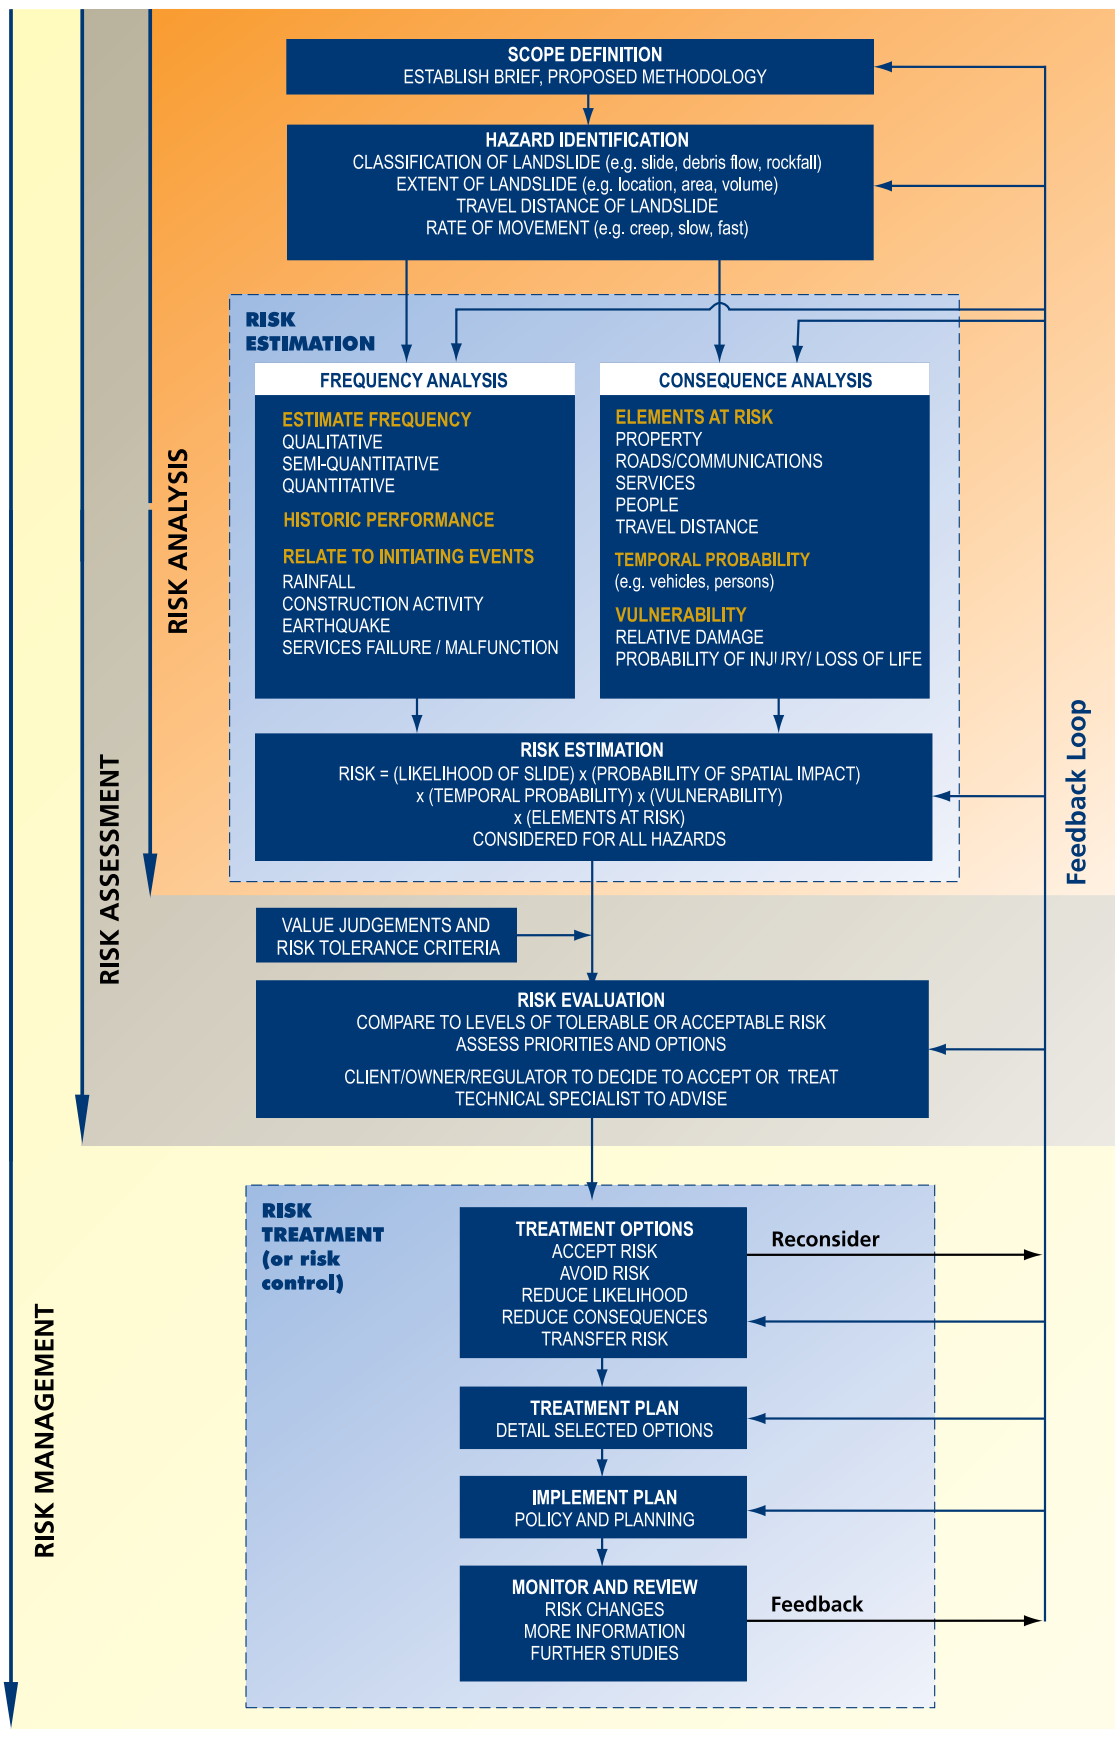 SCOPE DEFINITION
ESTABLISH BRIEF, PROPOSED METHODOLOGY
HAZARD IDENTIFICATION
CLASSIFICATION OF LANDSLIDE (e.g. slide, debris flow, rockfall)
EXTENT OF LANDSLIDE (e.g. location, area, volume)
TRAVEL DISTANCE OF LANDSLIDE
RATE OF MOVEMENT (e.g. creep, slow, fast)
RISK
ESTIMATION
FREQUENCY ANALYSIS
ESTIMATE FREQUENCY
QUALITATIVE
SEMI-QUANTITATIVE
QUANTITATIVE
HISTORIC PERFORMANCE
RELATE TO INITIATING EVENTS
RAINFALL
CONSTRUCTION ACTIVITY
EARTHQUAKE
SERVICES FAILURE / MALFUNCTION
CONSEQUENCE ANALYSIS
ELEMENTS AT RISK
PROPERTY
ROADS/COMMUNICATIONS
SERVICES
PEOPLE
TRAVEL DISTANCE
TEMPORAL PROBABILITY
(e.g. vehicles, persons)
VULNERABILITY
RELATIVE DAMAGE
PROBABILITY OF INJURY/ LOSS OF LIFE
RISK ESTIMATION
RISK = (LIKELIHOOD OF SLIDE) x (PROBABILITY OF SPATIAL IMPACT)
x (TEMPORAL PROBABILITY) x (VULNERABILITY)
x (ELEMENTS AT RISK)
CONSIDERED FOR ALL HAZARDS
VALUE JUDGEMENTS AND
RISK TOLERANCE CRITERIA
RISK EVALUATION
COMPARE TO LEVELS OF TOLERABLE OR ACCEPTABLE RISK
ASSESS PRIORITIES AND OPTIONS
CLIENT/OWNER/REGULATOR TO DECIDE TO ACCEPT OR TREAT
TECHNICAL SPECIALIST TO ADVISE
RISK
TREATMENT
(or risk
control)
TREATMENT OPTIONS
ACCEPT RISK
AVOID RISK
REDUCE LIKELIHOOD
REDUCE CONSEQUENCES
TRANSFER RISK
Reconsider
TREATMENT PLAN
DETAIL SELECTED OPTIONS
IMPLEMENT PLAN
POLICY AND PLANNING
MONITOR AND REVIEW
RISK CHANGES
MORE INFORMATION
FURTHER STUDIES
Feedback
RISK ANALYSIS
RISK ASSESSMENT
RISK MANAGEMENT
Feedback Loop